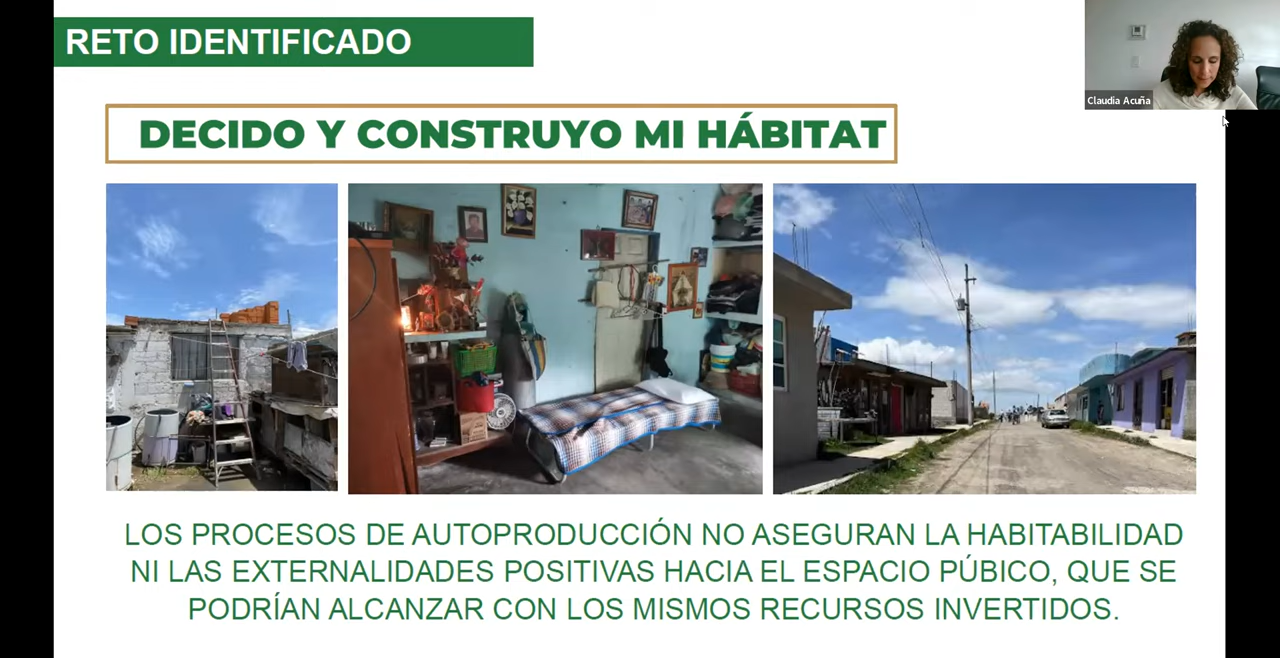 RETO IDENTIFICADO
Claudia Acuña
DECIDO Y CONSTRUYO MI HÁBITAT
LOS PROCESOS DE AUTOPRODUCCIÓN NO ASEGURAN LA HABITABILIDAD
NI LAS EXTERNALIDADES POSITIVAS HACIA EL ESPACIO PÚBICO, QUE SE
PODRÍAN ALCANZAR CON LOS MISMOS RECURSOS INVERTIDOS.